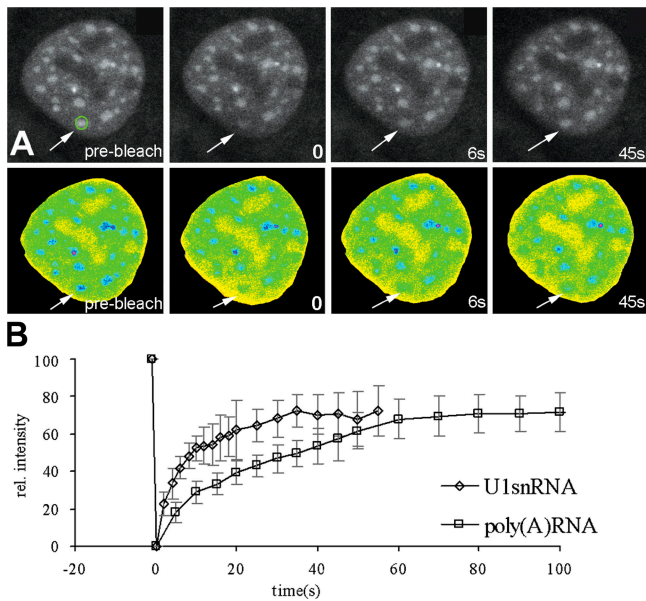 A
pre-bleach
0
6s
45s
pre-bleach
0
6s
45s
B
100
80
60
40
20
0
rel. intensity
-20
0
20
40
60
80
100
time(s)
U1snRNA
poly(A)RNA